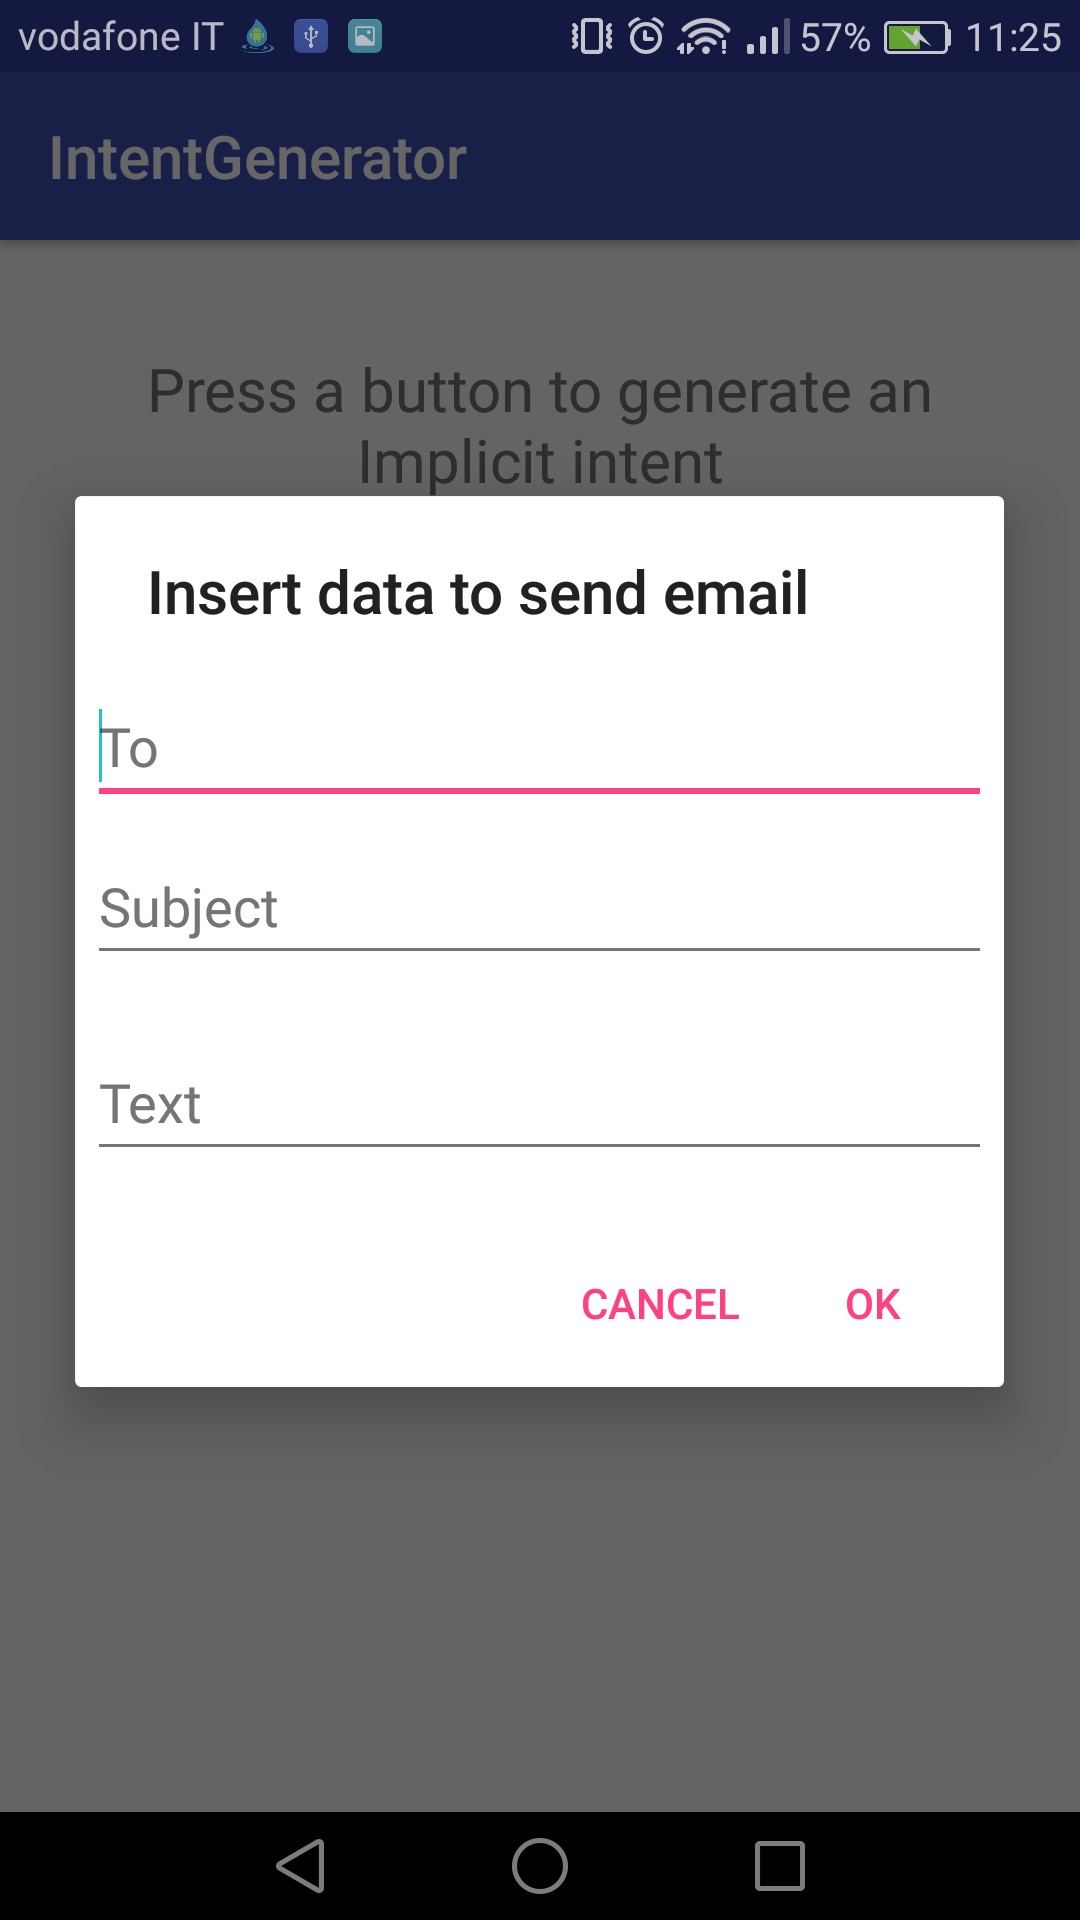 vodafone IT 57% 11:25
IntentGenerator
Press a button to generate an
Implicit intent
Insert data to send email
To
Subject
Text
CANCEL OK